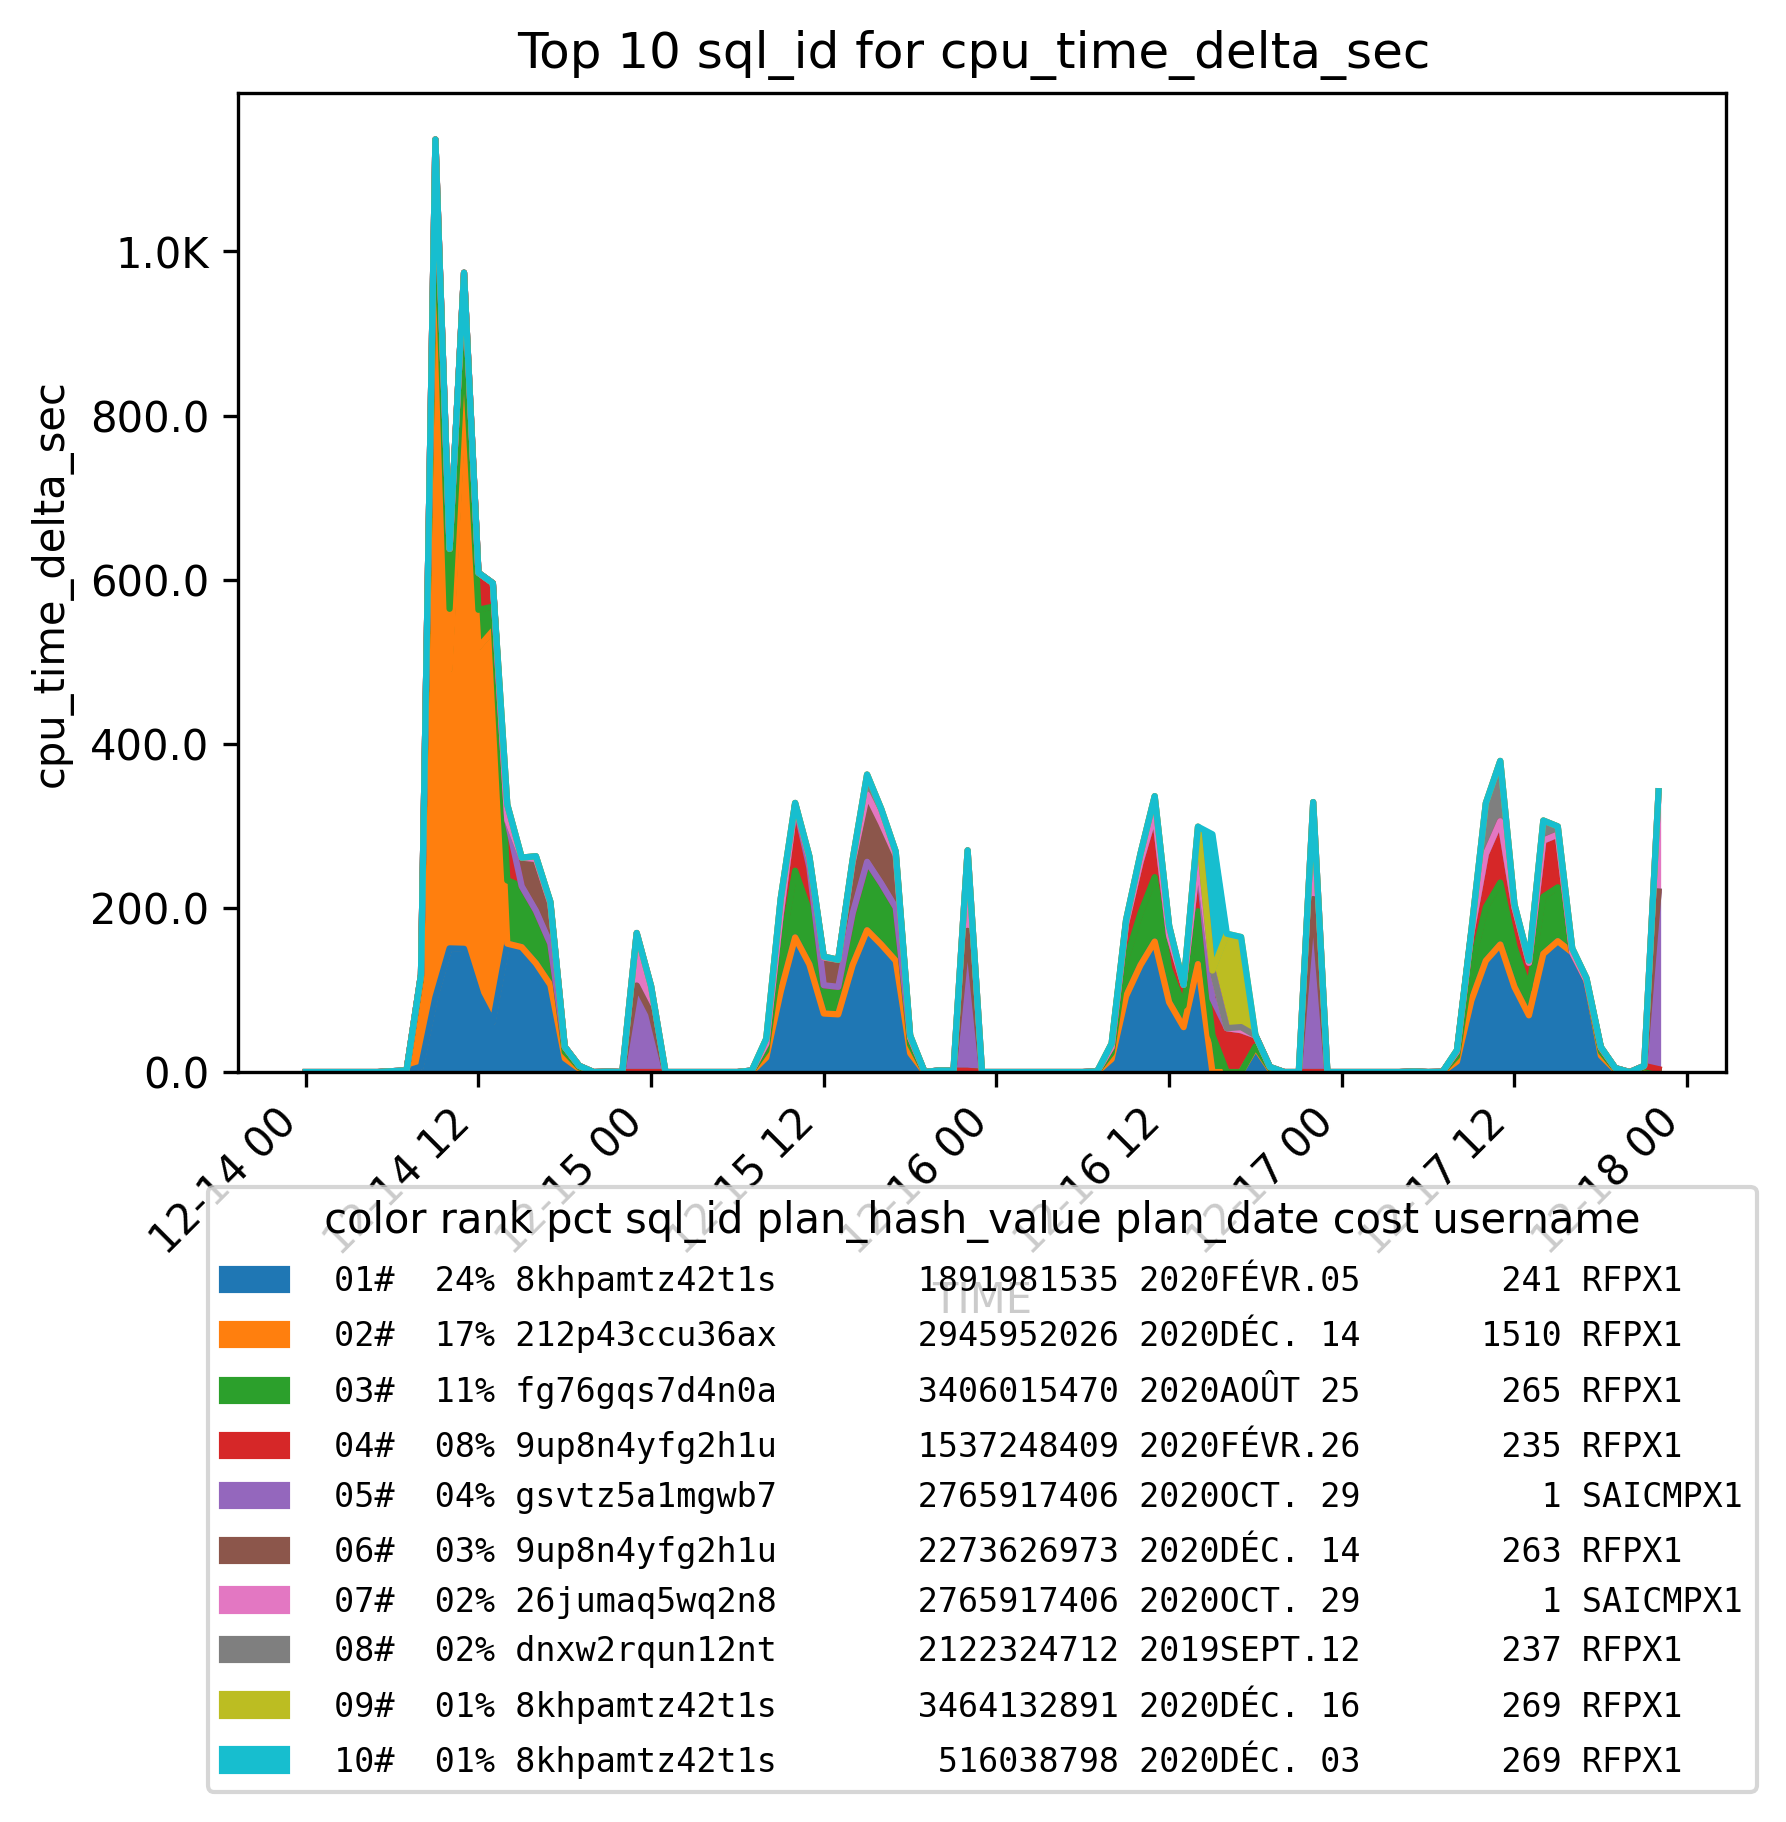 Top 10 sql_id for cpu_time_delta_sec
cpu_time_delta_sec
1.0K
800.0
600.0
400.0
200.0
0.0
12-14 00
12-14 12
12-15 00
12-15 12
12-16 00
12-16 12
12-17 00
12-17 12
12-18 00
TIME
color rank pct sql_id plan_hash_value plan_date cost username
01# 24% 8khpamtz42t1s 1891981535 2020FÉVR.05 241 RFPX1
02# 17% 212p43ccu36ax 2945952026 2020DÉC. 14 1510 RFPX1
03# 11% fg76gqs7d4n0a 3406015470 2020AOÛT 25 265 RFPX1
04# 08% 9up8n4yfg2h1u 1537248409 2020FÉVR.26 235 RFPX1
05# 04% gsvtz5a1mgwb7 2765917406 2020OCT. 29 1 SAICMPX1
06# 03% 9up8n4yfg2h1u 2273626973 2020DÉC. 14 263 RFPX1
07# 02% 26jumaq5wq2n8 2765917406 2020OCT. 29 1 SAICMPX1
08# 02% dnxw2rqun12nt 2122324712 2019SEPT.12 237 RFPX1
09# 01% 8khpamtz42t1s 3464132891 2020DÉC. 16 269 RFPX1
10# 01% 8khpamtz42t1s 516038798 2020DÉC. 03 269 RFPX1